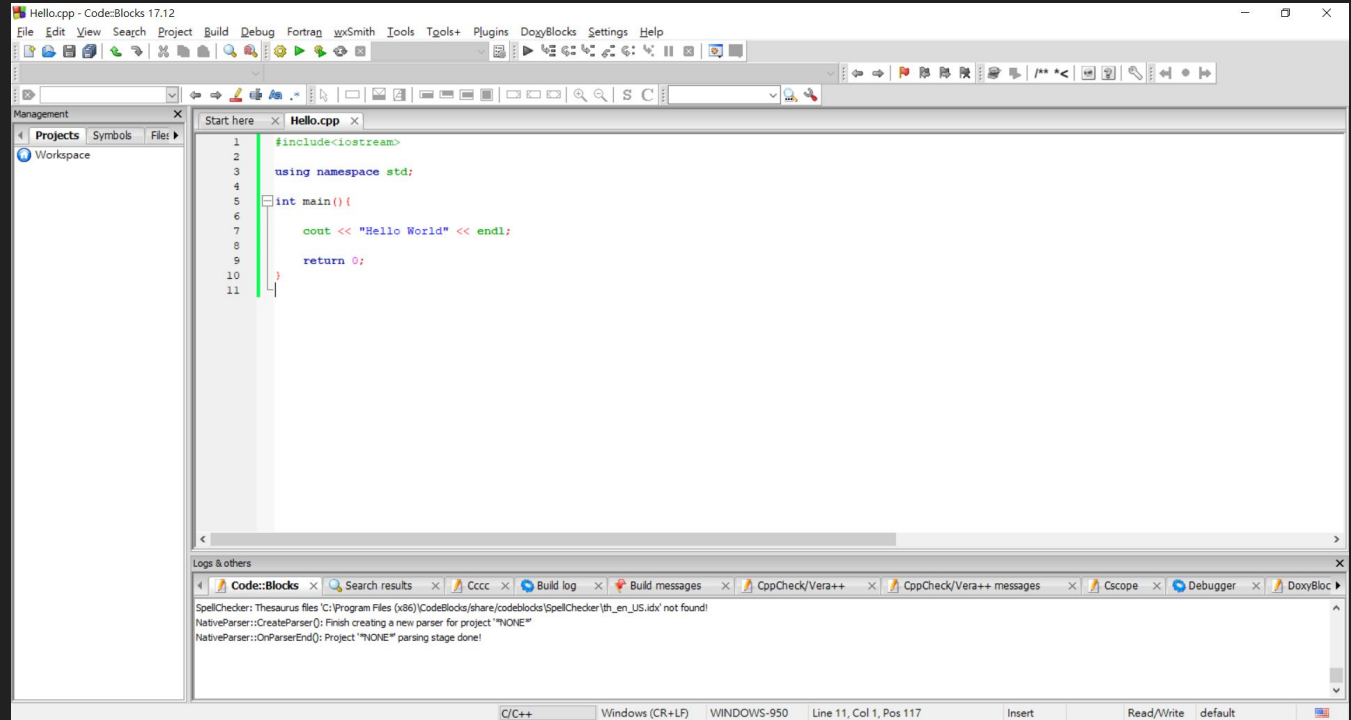 Hello.cpp - Code::Blocks 17.12
File Edit View Search Project Build Debug Fortran wxSmith Tools Tools+ Plugins DoxyBlocks Settings Help
/** *<
S C
Management
Projects Symbols Files
Start here Hello.cpp
Workspace
1 #include<iostream>
2
3 using namespace std;
4
5 int main(){
6
7 cout << "Hello World" << endl;
8
9 return 0;
10 }
11
Logs & others
Code::Blocks Search results Cccc Build log Build messages CppCheck/Vera++ CppCheck/Vera++ messages Cscope Debugger DoxyBloc
SpellChecker: Thesaurus files 'C:\Program Files (x86)\CodeBlocks/share/codeblocks\SpellChecker\th_en_US.idx' not found!
NativeParser::CreateParser(): Finish creating a new parser for project '*NONE*'
NativeParser::OnParserEnd(): Project '*NONE*' parsing stage done!
C/C++ Windows (CR+LF) WINDOWS-950 Line 11, Col 1, Pos 117 Insert Read/Write default